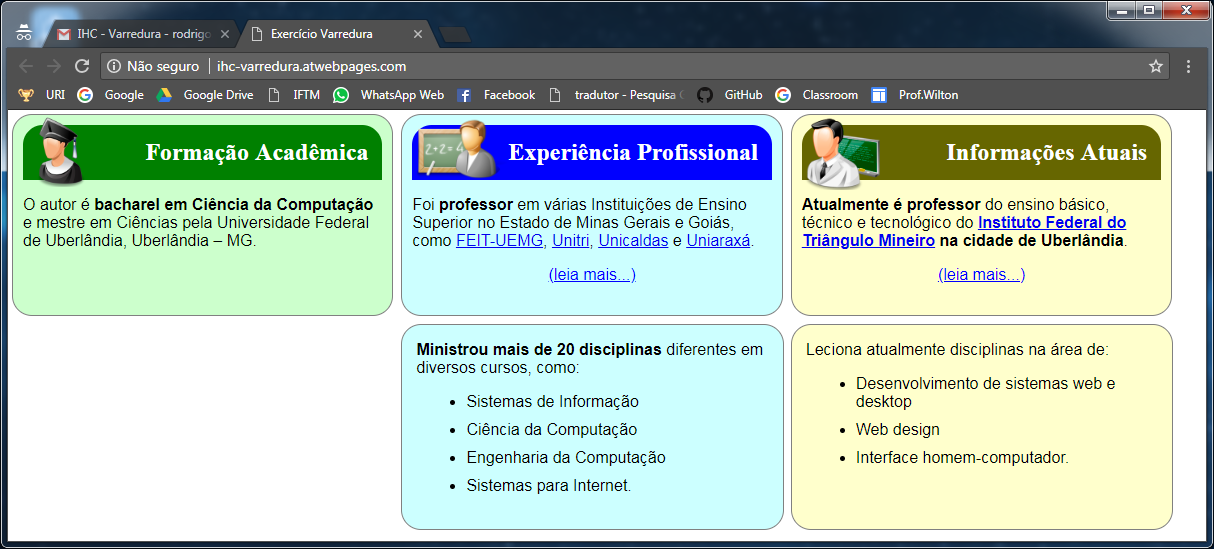 IHC - Varredura - rodrigo
Exercício Varredura
Não seguro
ihc-varredura.atwebpages.com
URI
Google
Google Drive
IFTM
WhatsApp Web
Facebook
tradutor - Pesquisa
GitHub
Classroom
Prof.Wilton
Formação Acadêmica
O autor é bacharel em Ciência da Computação
e mestre em Ciências pela Universidade Federal
de Uberlândia, Uberlândia – MG.
2+2=4
Experiência Profissional
Foi professor em várias Instituições de Ensino
Superior no Estado de Minas Gerais e Goiás,
como FEIT-UEMG, Unitri, Unicaldas e Uniaraxá.
(leia mais...)
Informações Atuais
Atualmente é professor do ensino básico,
técnico e tecnológico do Instituto Federal do
Triângulo Mineiro na cidade de Uberlândia.
(leia mais...)
Ministrou mais de 20 disciplinas diferentes em
diversos cursos, como:
• Sistemas de Informação
• Ciência da Computação
• Engenharia da Computação
• Sistemas para Internet.
Leciona atualmente disciplinas na área de:
• Desenvolvimento de sistemas web e
desktop
• Web design
• Interface homem-computador.